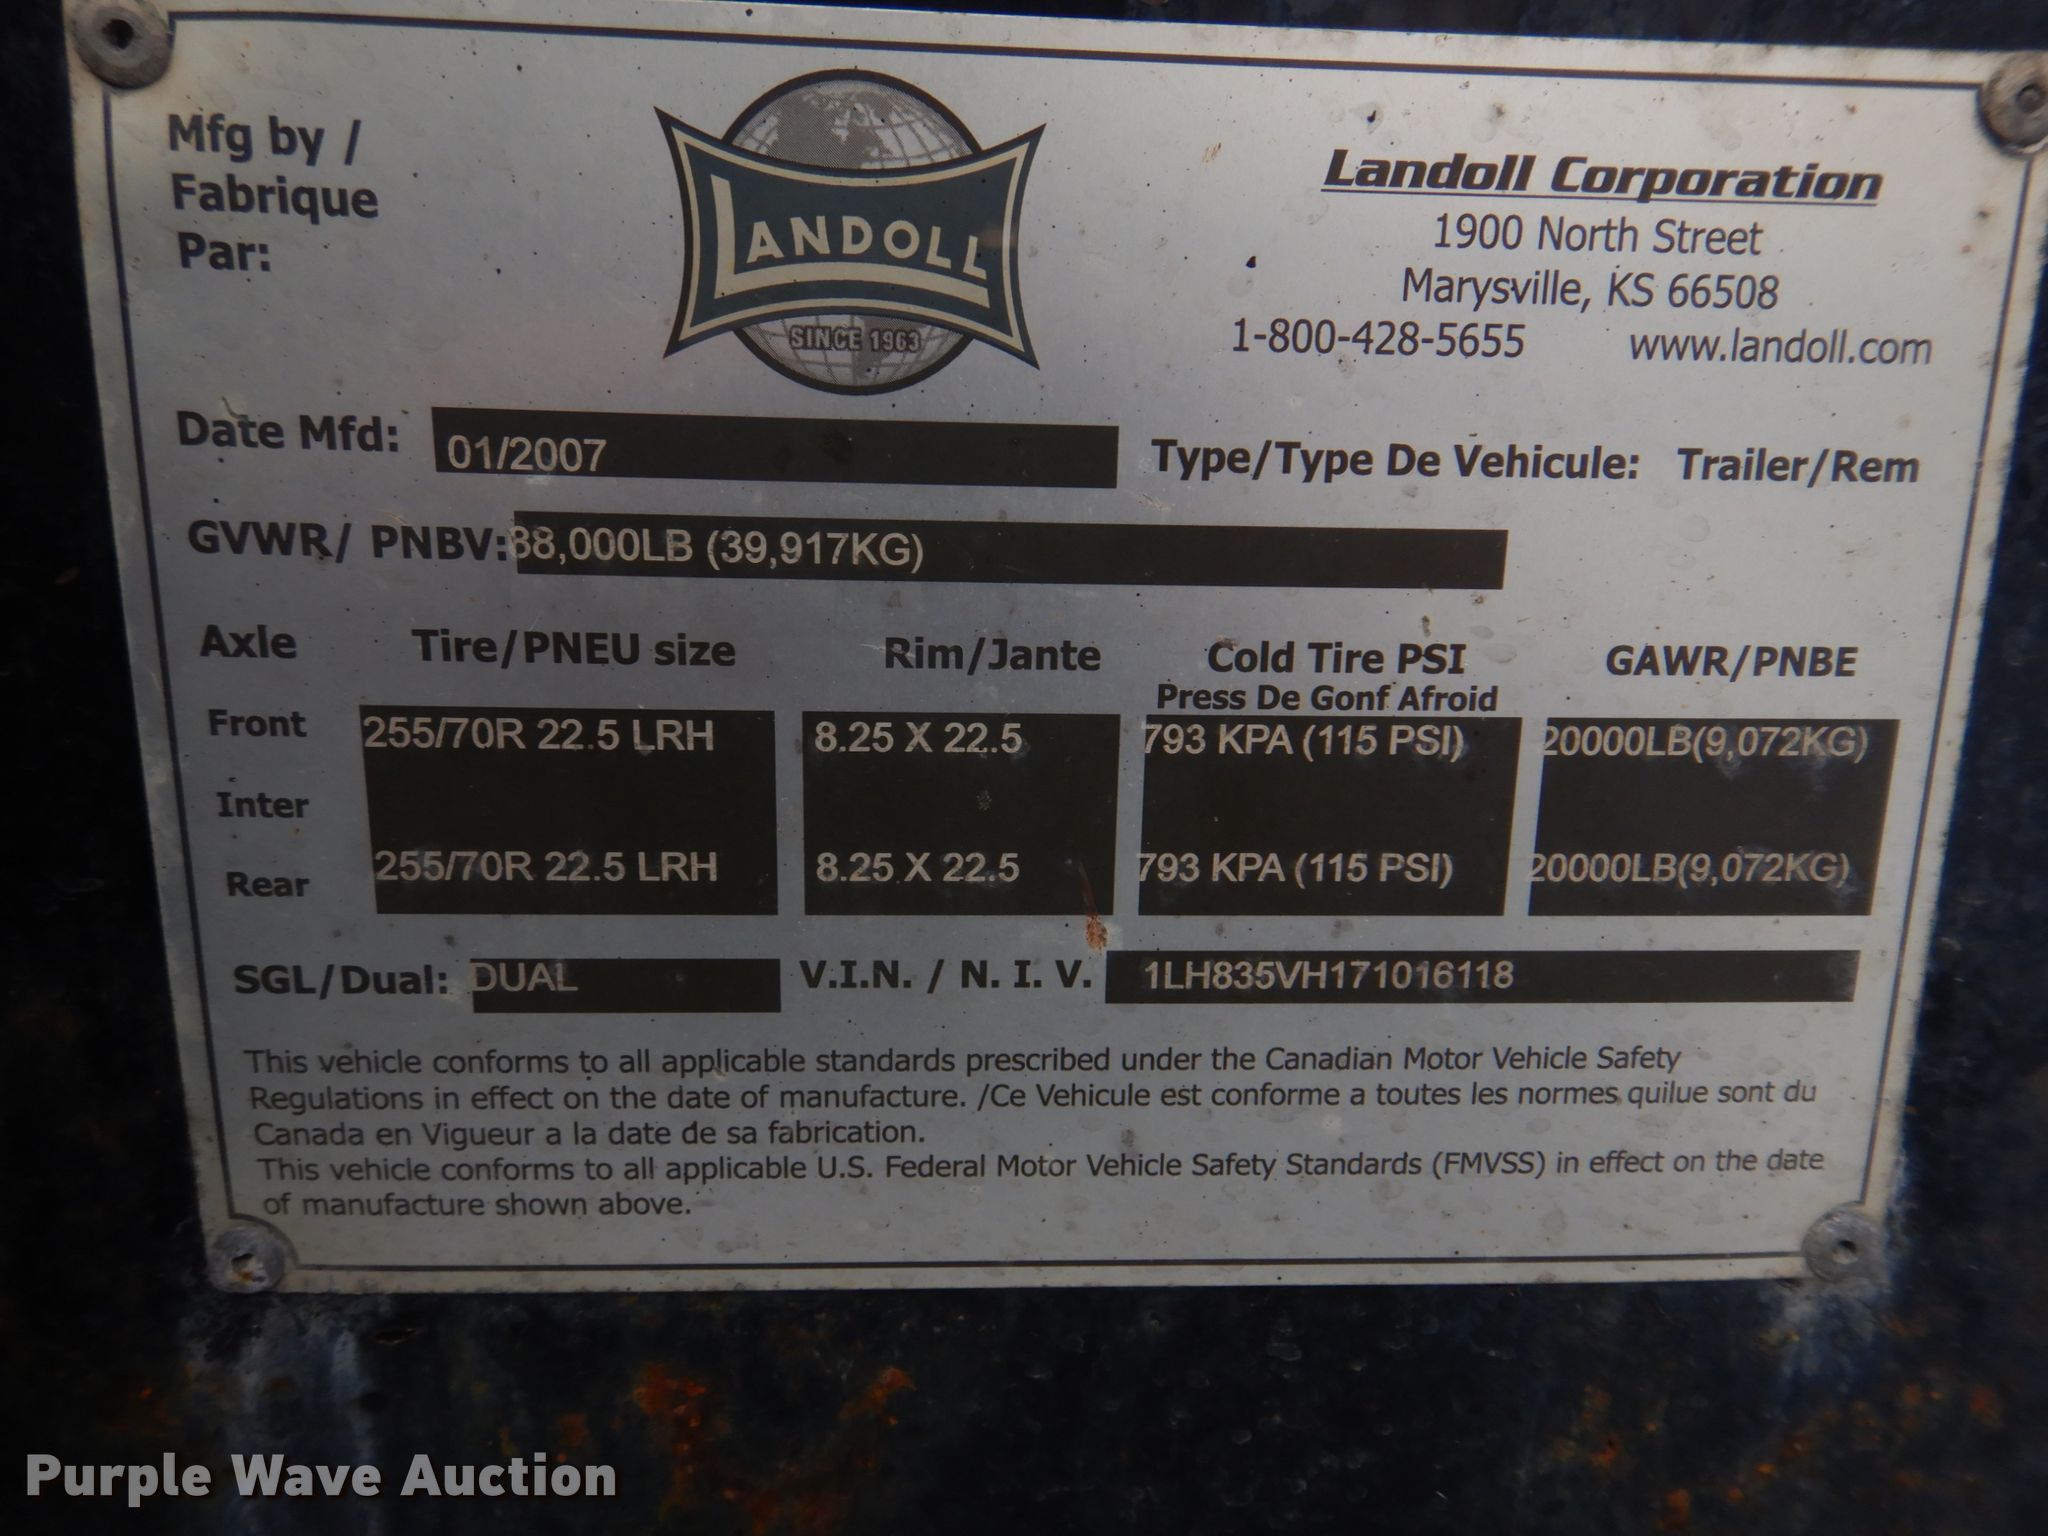 Mfg by /
Fabrique
Par:
LANDOLL
SINCE 1963
Landoll Corporation
1900 North Street
Marysville, KS 66508
1-800-428-5655 www.landoll.com
Date Mfd: 01/2007 Type/Type De Vehicule: Trailer/Rem
GVWR/ PNBV: 88,000LB (39,917KG)
Axle Tire/PNEU size Rim/Jante Cold Tire PSI GAWR/PNBE
Press De Gonf Afroid
Front 255/70R 22.5 LRH 8.25 X 22.5 793 KPA (115 PSI) 20000LB(9,072KG)
Inter
Rear 255/70R 22.5 LRH 8.25 X 22.5 793 KPA (115 PSI) 20000LB(9,072KG)
SGL/Dual: DUAL V.I.N. / N. I. V. 1LH835VH171016118
This vehicle conforms to all applicable standards prescribed under the Canadian Motor Vehicle Safety
Regulations in effect on the date of manufacture. /Ce Vehicule est conforme a toutes les normes quilue sont du
Canada en Vigueur a la date de sa fabrication.
This vehicle conforms to all applicable U.S. Federal Motor Vehicle Safety Standards (FMVSS) in effect on the date
of manufacture shown above.
Purple Wave Auction